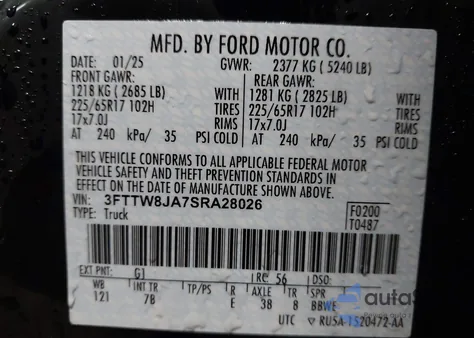 MFD. BY FORD MOTOR CO.
DATE: 01/25 GVWR: 2377 KG (5240 LB)
FRONT GAWR: REAR GAWR:
1218 KG (2685 LB) WITH 1281 KG (2825 LB) WITH
225/65R17 102H TIRES 225/65R17 102H TIRES
17x7.0J RIMS 17x7.0J RIMS
AT 240 kPa/ 35 PSI COLD AT 240 kPa/ 35 PSI COLD
THIS VEHICLE CONFORMS TO ALL APPLICABLE FEDERAL MOTOR
VEHICLE SAFETY AND THEFT PREVENTION STANDARDS IN
EFFECT ON THE DATE OF MANUFACTURE SHOWN ABOVE.
VIN: 3FTTW8JA7SRA28026 F0200
TYPE: Truck T0487
EXT PNT: G1 RC 56 DSO:
WB INT TR TP/PS R AXLE TR SPR
121 7B E 38 8 BBWE
UTC RU5A-1520472-AA